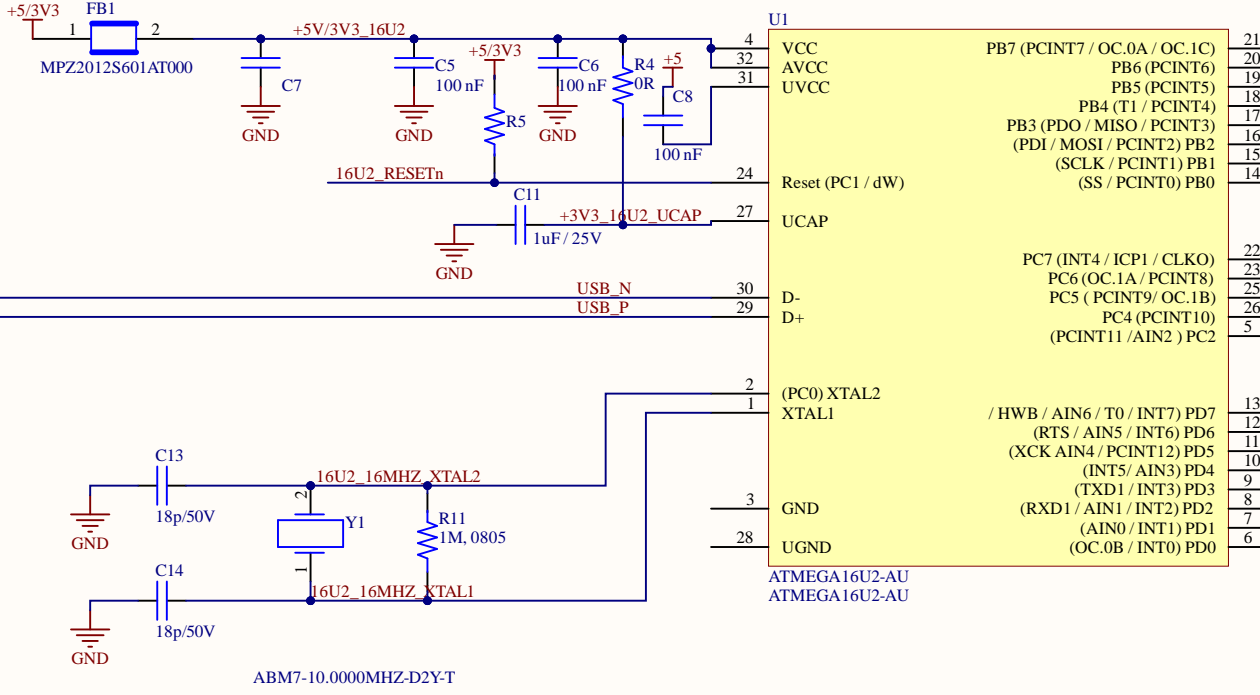 +5/3V3
FB1
1
2
MPZ2012S601AT000
+5V/3V3_16U2
C7
GND
C5
100 nF
GND
+5/3V3
R5
C6
100 nF
GND
R4
0R
+5
C8
100 nF
16U2_RESETn
C11
1uF / 25V
+3V3_16U2_UCAP
GND
USB_N
USB_P
U1
4 VCC
32 AVCC
31 UVCC
24 Reset (PC1 / dW)
27 UCAP
30 D-
29 D+
2 (PC0) XTAL2
1 XTAL1
3 GND
28 UGND
PB7 (PCINT7 / OC.0A / OC.1C) 21
PB6 (PCINT6) 20
PB5 (PCINT5) 19
PB4 (T1 / PCINT4) 18
PB3 (PDO / MISO / PCINT3) 17
(PDI / MOSI / PCINT2) PB2 16
(SCLK / PCINT1) PB1 15
(SS / PCINT0) PB0 14
PC7 (INT4 / ICP1 / CLKO) 22
PC6 (OC.1A / PCINT8) 23
PC5 ( PCINT9/ OC.1B) 25
PC4 (PCINT10) 26
(PCINT11 /AIN2 ) PC2 5
/ HWB / AIN6 / T0 / INT7) PD7 13
(RTS / AIN5 / INT6) PD6 12
(XCK AIN4 / PCINT12) PD5 11
(INT5/ AIN3) PD4 10
(TXD1 / INT3) PD3 9
(RXD1 / AIN1 / INT2) PD2 8
(AIN0 / INT1) PD1 7
(OC.0B / INT0) PD0 6
ATMEGA16U2-AU
ATMEGA16U2-AU
C13
18p/50V
GND
16U2_16MHZ_XTAL2
2
Y1
1
R11
1M, 0805
16U2_16MHZ_XTAL1
C14
18p/50V
GND
ABM7-10.0000MHZ-D2Y-T